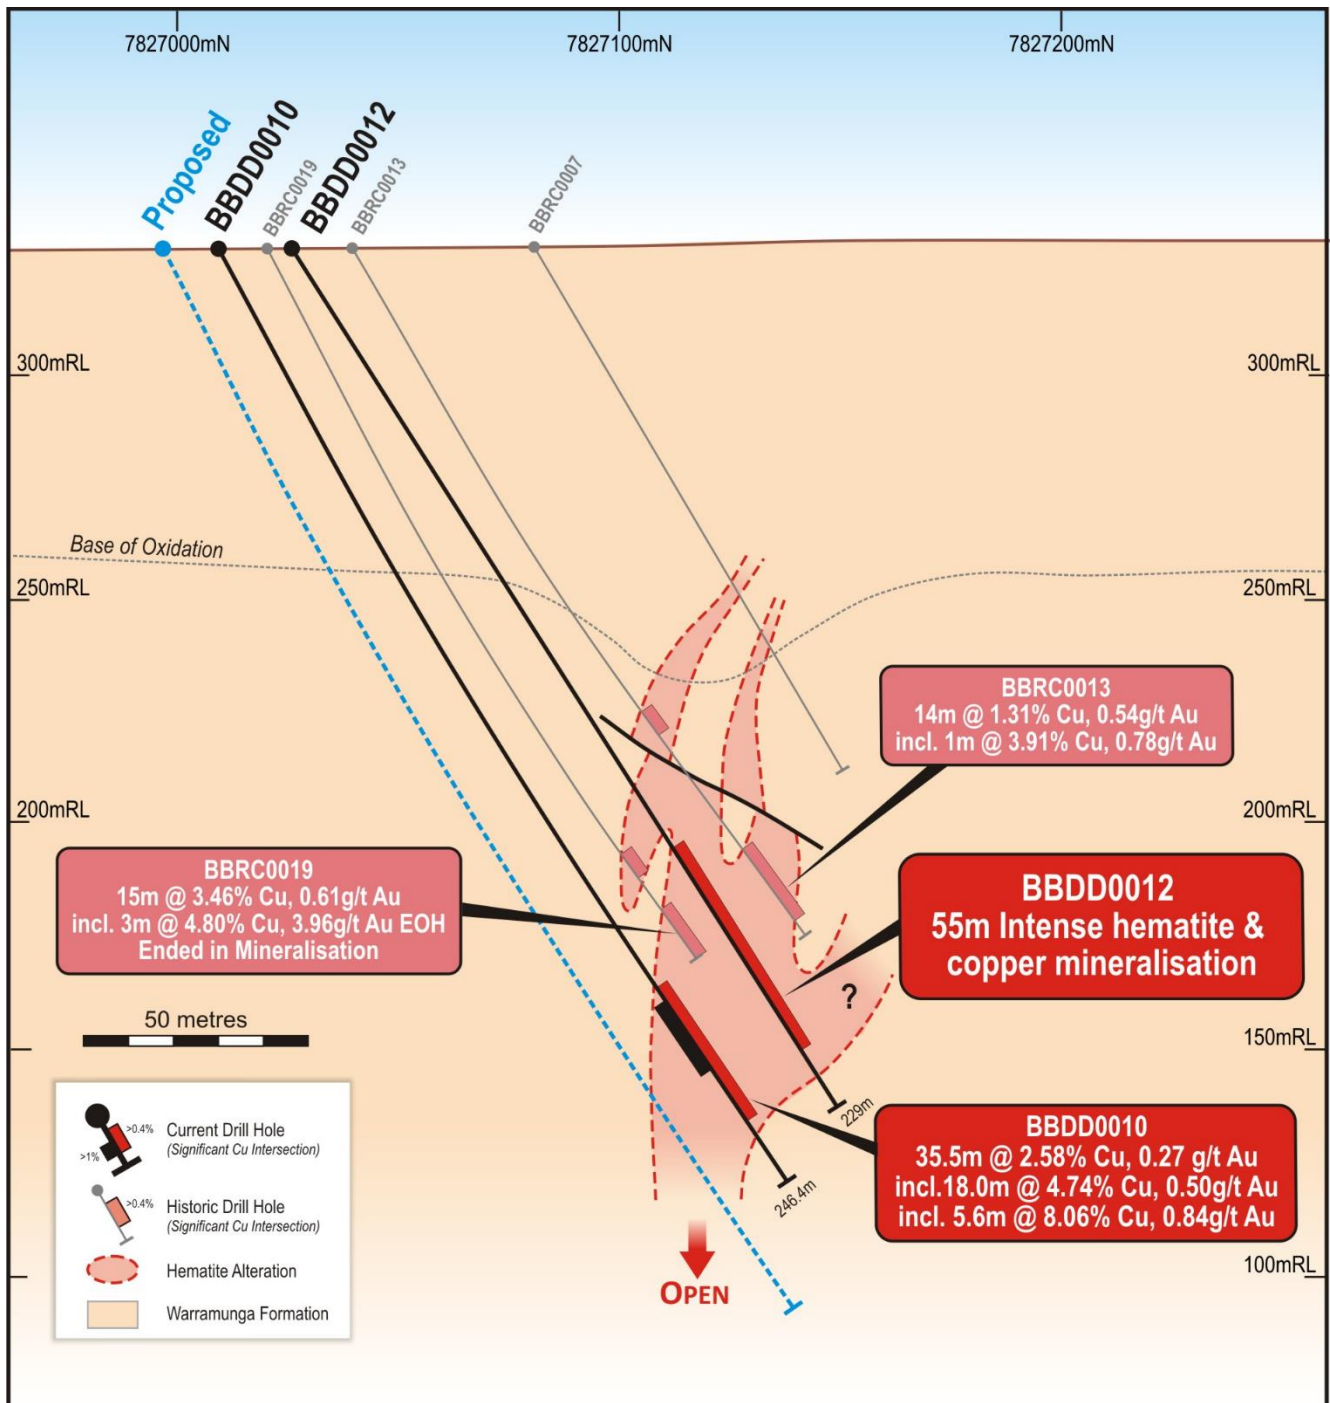 7827000mN
7827100mN
7827200mN
Proposed
BBDD0010
BBRC0019
BBDD0012
BBRC0013
BBRC0007
300mRL
300mRL
Base of Oxidation
250mRL
250mRL
BBRC0013
14m @ 1.31% Cu, 0.54g/t Au
incl. 1m @ 3.91% Cu, 0.78g/t Au
200mRL
200mRL
BBRC0019
15m @ 3.46% Cu, 0.61g/t Au
incl. 3m @ 4.80% Cu, 3.96g/t Au EOH
Ended in Mineralisation
BBDD0012
55m Intense hematite &
copper mineralisation
?
50 metres
150mRL
229m
246.4m
BBDD0010
35.5m @ 2.58% Cu, 0.27 g/t Au
incl.18.0m @ 4.74% Cu, 0.50g/t Au
incl. 5.6m @ 8.06% Cu, 0.84g/t Au
>0.4%
>1%
Current Drill Hole
(Significant Cu Intersection)
>0.4%
Historic Drill Hole
(Significant Cu Intersection)
Hematite Alteration
Warramunga Formation
100mRL
OPEN